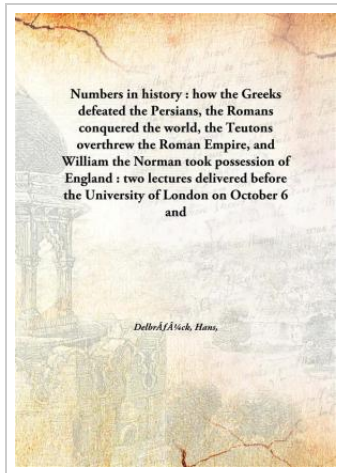 Numbers in history : how the Greeks
defeated the Persians, the Romans
conquered the world, the Teutons
overthrew the Roman Empire, and
William the Norman took possession of
England : two lectures delivered before
the University of London on October 6
and
DelbrÃƒÂ¼ck, Hans,